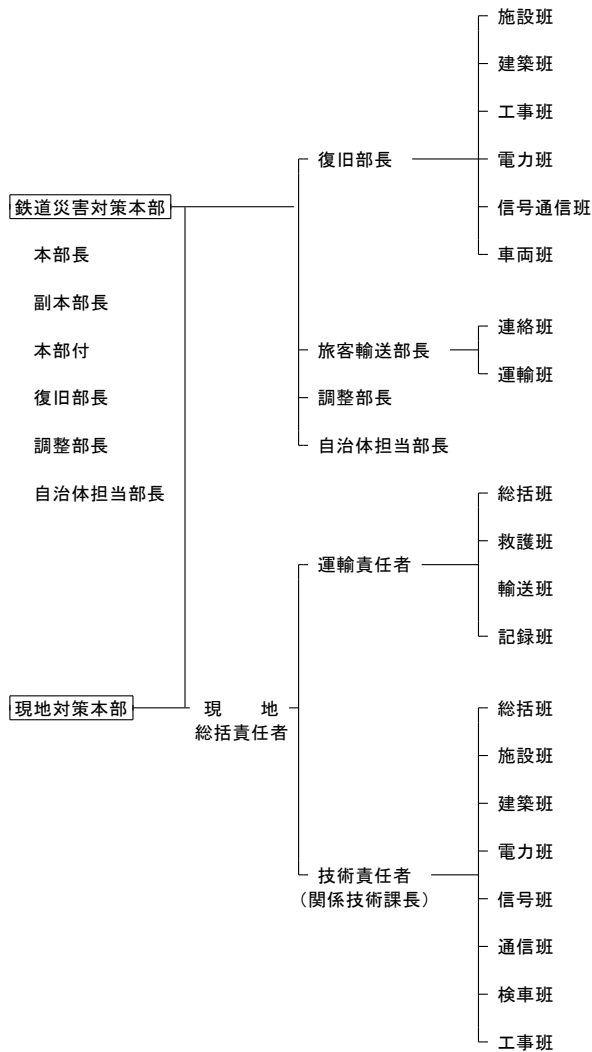 施設班
建築班
工事班
復旧部長
電力班
鉄道災害対策本部
信号通信班
本部長
車両班
副本部長
連絡班
本部付
旅客輸送部長
運輸班
復旧部長
調整部長
調整部長
自治体担当部長
自治体担当部長
総括班
救護班
運輸責任者
輸送班
記録班
現地対策本部
現　　地
総括責任者
総括班
施設班
建築班
電力班
技術責任者
（関係技術課長）
信号班
通信班
検車班
工事班